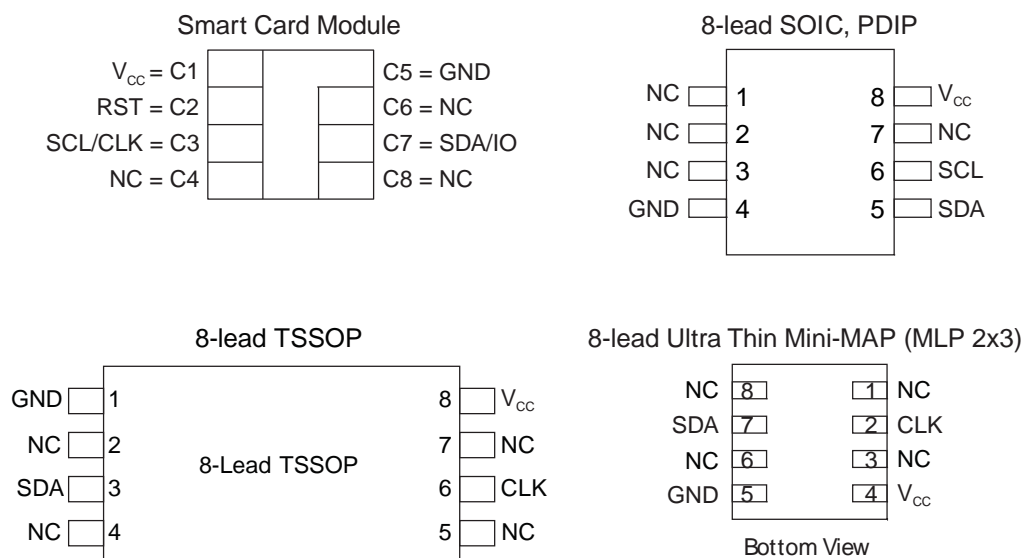 Smart Card Module
V_CC = C1
RST = C2
SCL/CLK = C3
NC = C4
C5 = GND
C6 = NC
C7 = SDA/IO
C8 = NC
8-lead SOIC, PDIP
NC 1 8 V_CC
NC 2 7 NC
NC 3 6 SCL
GND 4 5 SDA
8-lead TSSOP
GND 1 8 V_CC
NC 2 7 NC
8-Lead TSSOP
SDA 3 6 CLK
NC 4 5 NC
8-lead Ultra Thin Mini-MAP (MLP 2x3)
NC 8 1 NC
SDA 7 2 CLK
NC 6 3 NC
GND 5 4 V_CC
Bottom View